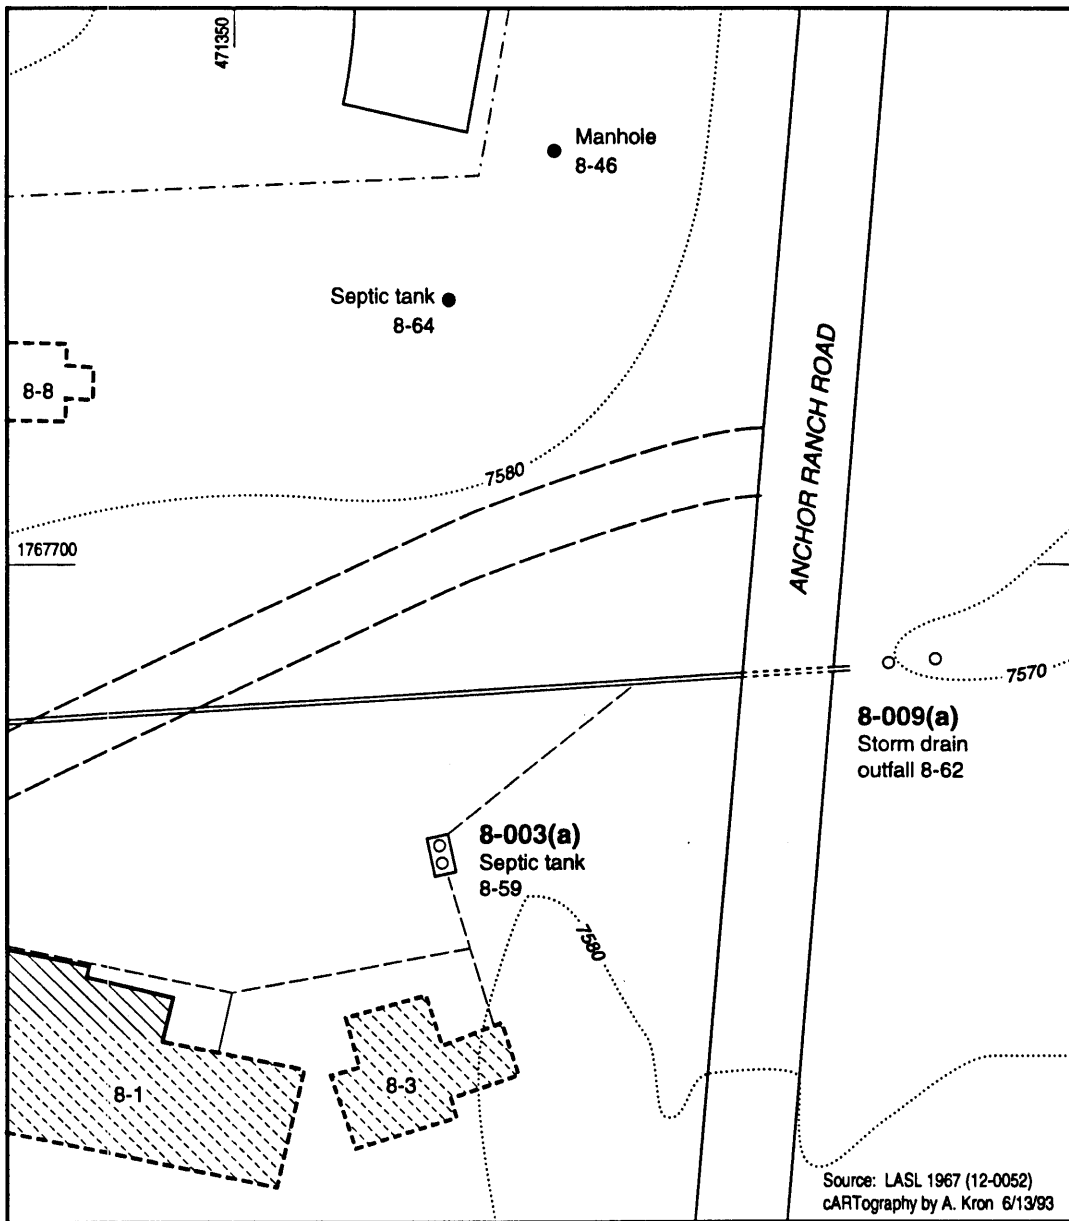 471350
Manhole
8-46
Septic tank
8-64
8-8
ANCHOR RANCH ROAD
7580
1767700
7570
8-009(a)
Storm drain
outfall 8-62
8-003(a)
Septic tank
8-59
7580
8-1
8-3
Source: LASL 1967 (12-0052)
cARTography by A. Kron 6/13/93